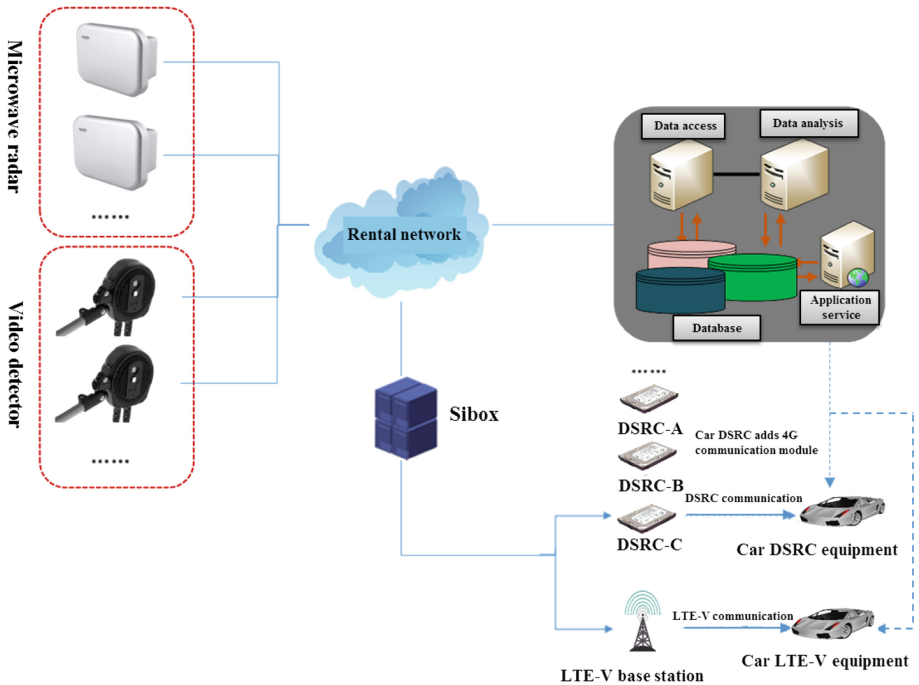 Microwave radar
......
Video detector
......
Rental network
Sibox
Data access
Data analysis
Application
service
Database
......
DSRC-A
Car DSRC adds 4G
communication module
DSRC-B
DSRC communication
DSRC-C
Car DSRC equipment
LTE-V communication
LTE-V base station
Car LTE-V equipment